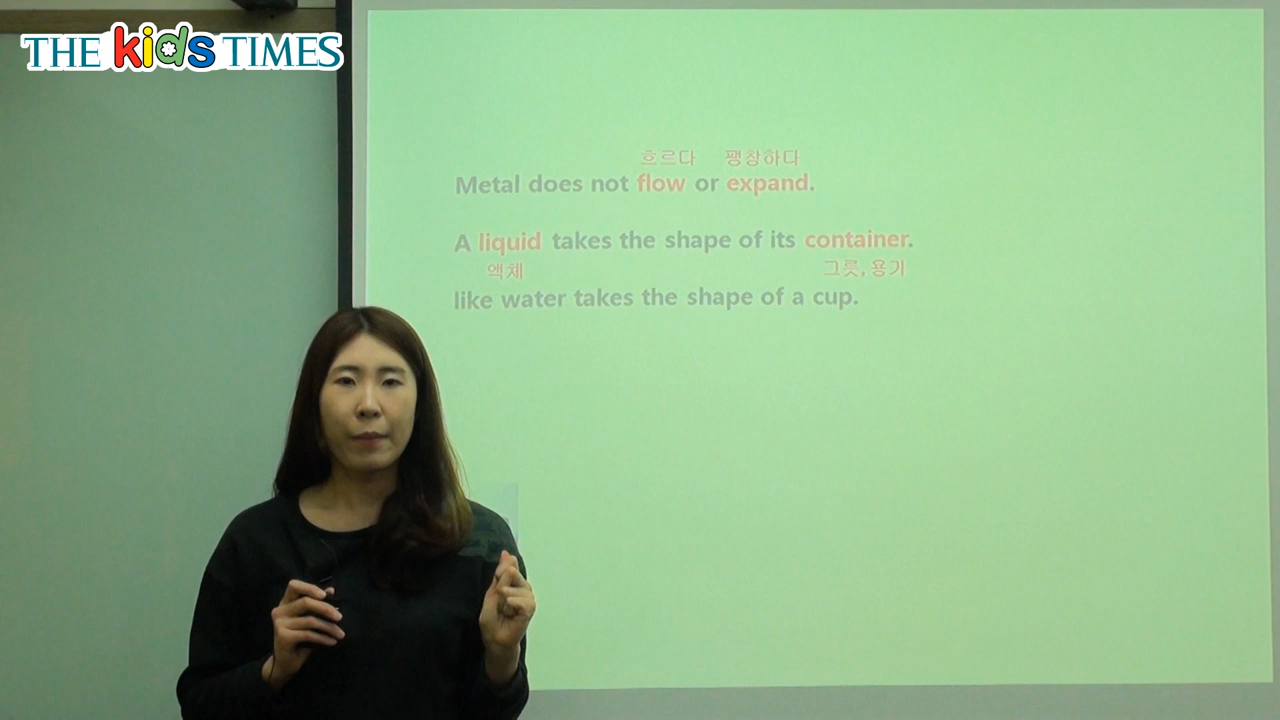 THE kids TIMES
흐르다 팽창하다
Metal does not flow or expand.
A liquid takes the shape of its container.
액체 그릇, 용기
like water takes the shape of a cup.